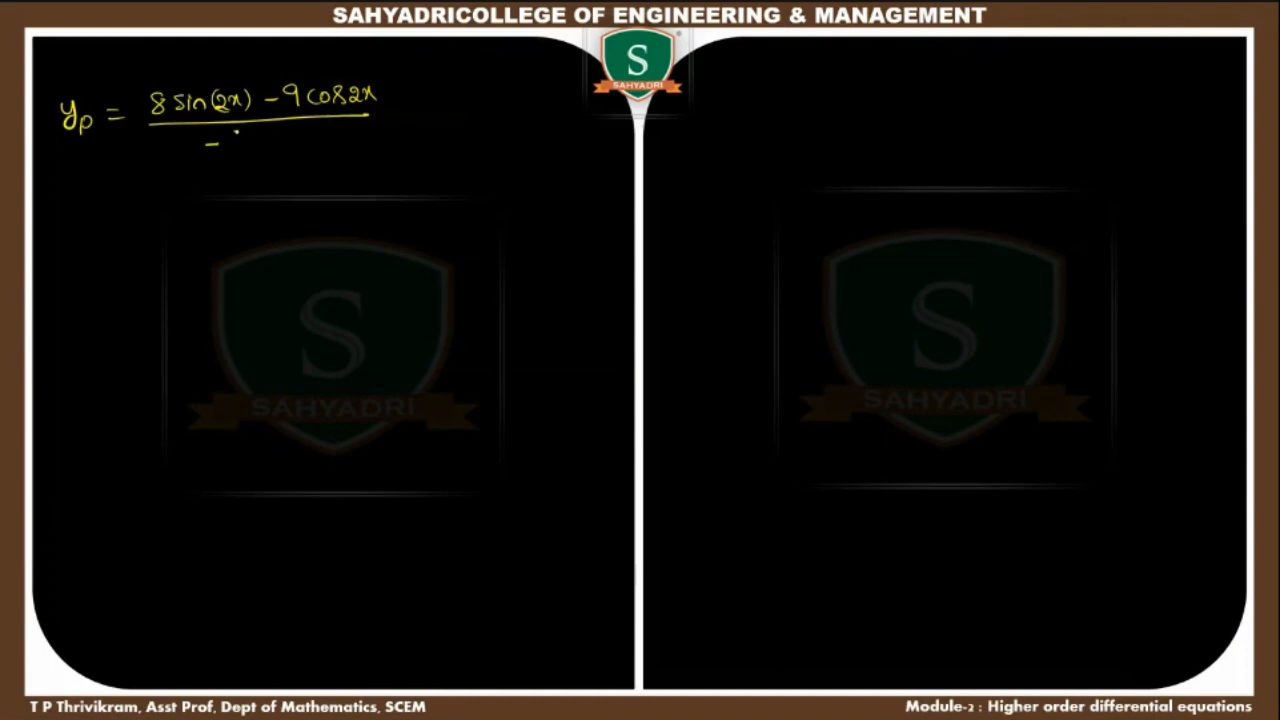 SAHYADRICOLLEGE OF ENGINEERING & MANAGEMENT
S
SAHYADRI
yp = 8 sin(2x) - 9 cos2x
-
S
SAHYADRI
S
SAHYADRI
T P Thrivikram, Asst Prof, Dept of Mathematics, SCEM
Module-2 : Higher order differential equations